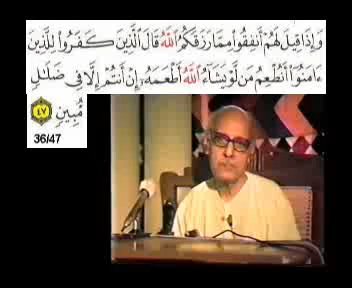 وَإِذَا قِيلَ لَهُمْ أَنفِقُوا۟ مِمَّا رَزَقَكُمُ ٱللَّهُ قَالَ ٱلَّذِينَ كَفَرُوا۟ لِلَّذِينَ
ءَامَنُوٓا۟ أَنُطْعِمُ مَن لَّوْ يَشَآءُ ٱللَّهُ أَطْعَمَهُۥٓ إِنْ أَنتُمْ إِلَّا فِى ضَلَـٰلٍ
مُّبِينٍ ٤٧
36/47